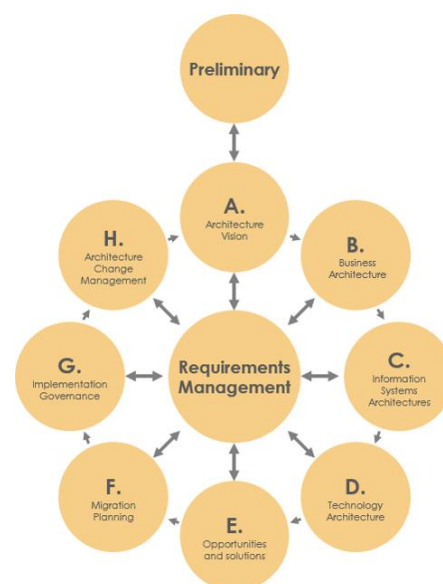 Preliminary
A.
Architecture
Vision
B.
Business
Architecture
C.
Information
Systems
Architectures
D.
Technology
Architecture
E.
Opportunities
and solutions
F.
Migration
Planning
G.
Implementation
Governance
H.
Architecture
Change
Management
Requirements
Management